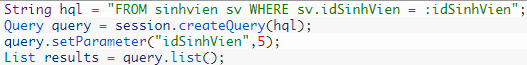 String hql = "FROM sinhvien sv WHERE sv.idSinhVien = :idSinhVien";
Query query = session.createQuery(hql);
query.setParameter("idSinhVien",5);
List results = query.list();